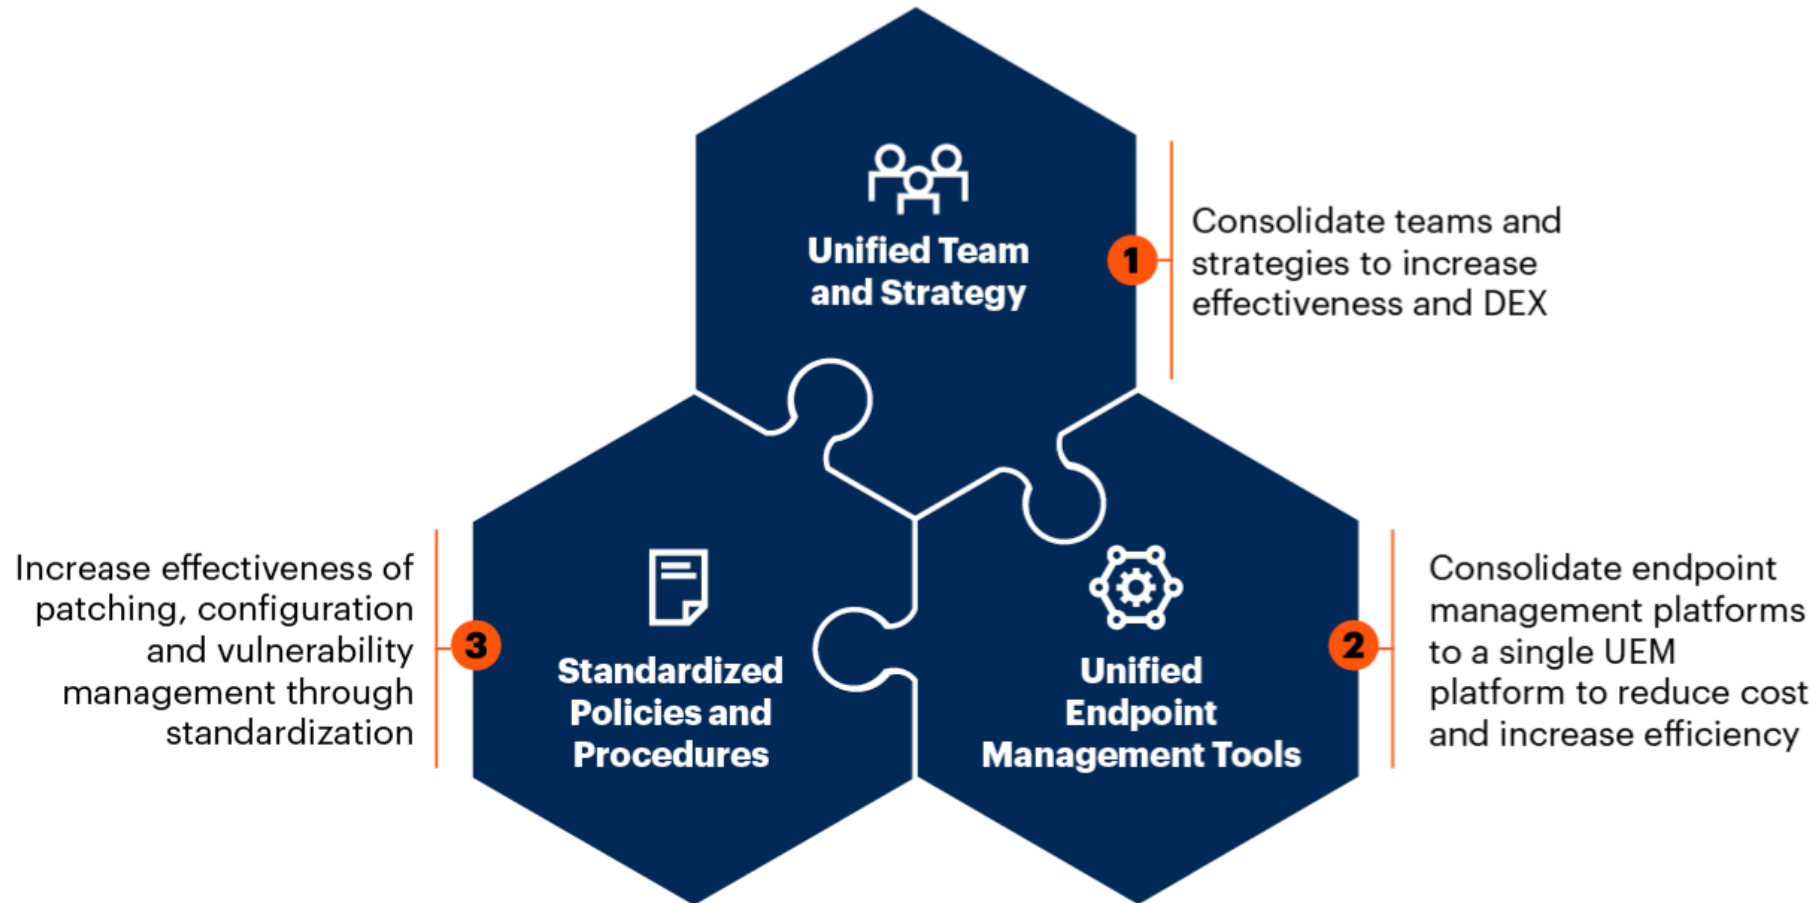 Unified Team
and Strategy
1
Consolidate teams and
strategies to increase
effectiveness and DEX
Unified
Endpoint
Management Tools
2
Consolidate endpoint
management platforms
to a single UEM
platform to reduce cost
and increase efficiency
Standardized
Policies and
Procedures
3
Increase effectiveness of
patching, configuration
and vulnerability
management through
standardization